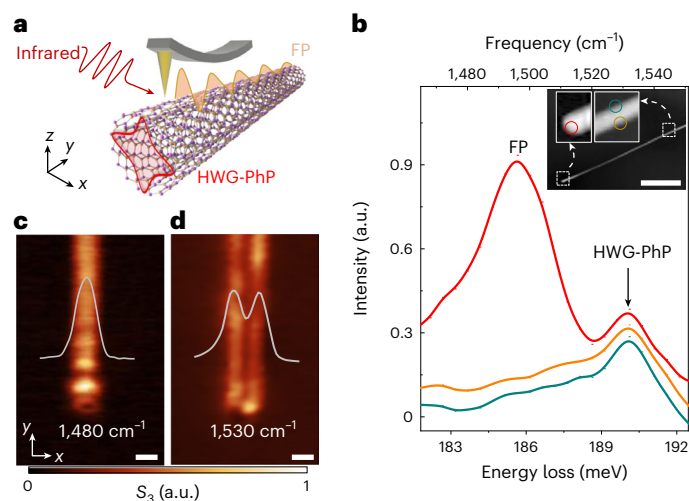 a
Infrared
FP
z
y
x
HWG-PhP
b
Frequency (cm⁻¹)
1,480 1,500 1,520 1,540
Intensity (a.u.)
0.9
0.6
0.3
0
FP
HWG-PhP
183 186 189 192
Energy loss (meV)
c
1,480 cm⁻¹
y
x
d
1,530 cm⁻¹
0 1
S₃ (a.u.)